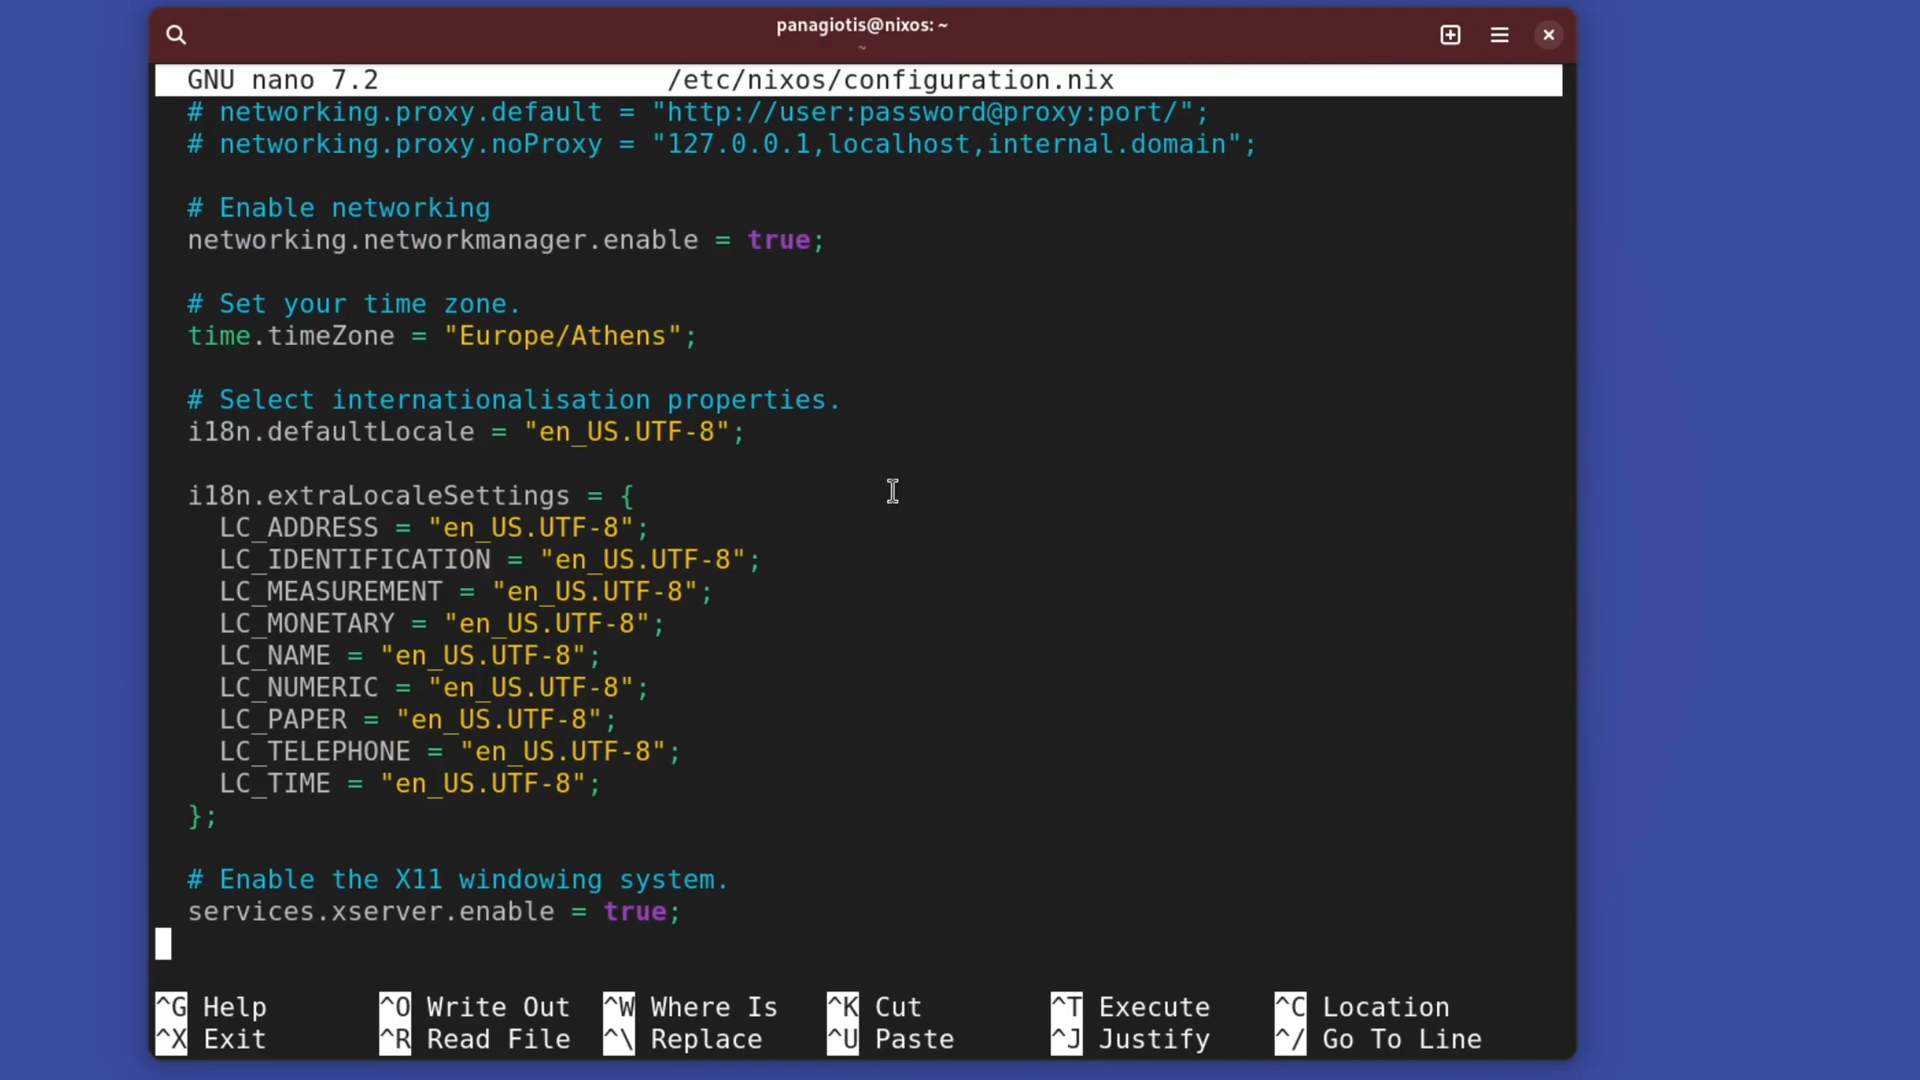 panagiotis@nixos: ~
~
GNU nano 7.2 /etc/nixos/configuration.nix
# networking.proxy.default = "http://user:password@proxy:port/";
# networking.proxy.noProxy = "127.0.0.1,localhost,internal.domain";
# Enable networking
networking.networkmanager.enable = true;
# Set your time zone.
time.timeZone = "Europe/Athens";
# Select internationalisation properties.
i18n.defaultLocale = "en_US.UTF-8";
i18n.extraLocaleSettings = {
LC_ADDRESS = "en_US.UTF-8";
LC_IDENTIFICATION = "en_US.UTF-8";
LC_MEASUREMENT = "en_US.UTF-8";
LC_MONETARY = "en_US.UTF-8";
LC_NAME = "en_US.UTF-8";
LC_NUMERIC = "en_US.UTF-8";
LC_PAPER = "en_US.UTF-8";
LC_TELEPHONE = "en_US.UTF-8";
LC_TIME = "en_US.UTF-8";
};
# Enable the X11 windowing system.
services.xserver.enable = true;
^G Help ^O Write Out ^W Where Is ^K Cut ^T Execute ^C Location
^X Exit ^R Read File ^\ Replace ^U Paste ^J Justify ^/ Go To Line